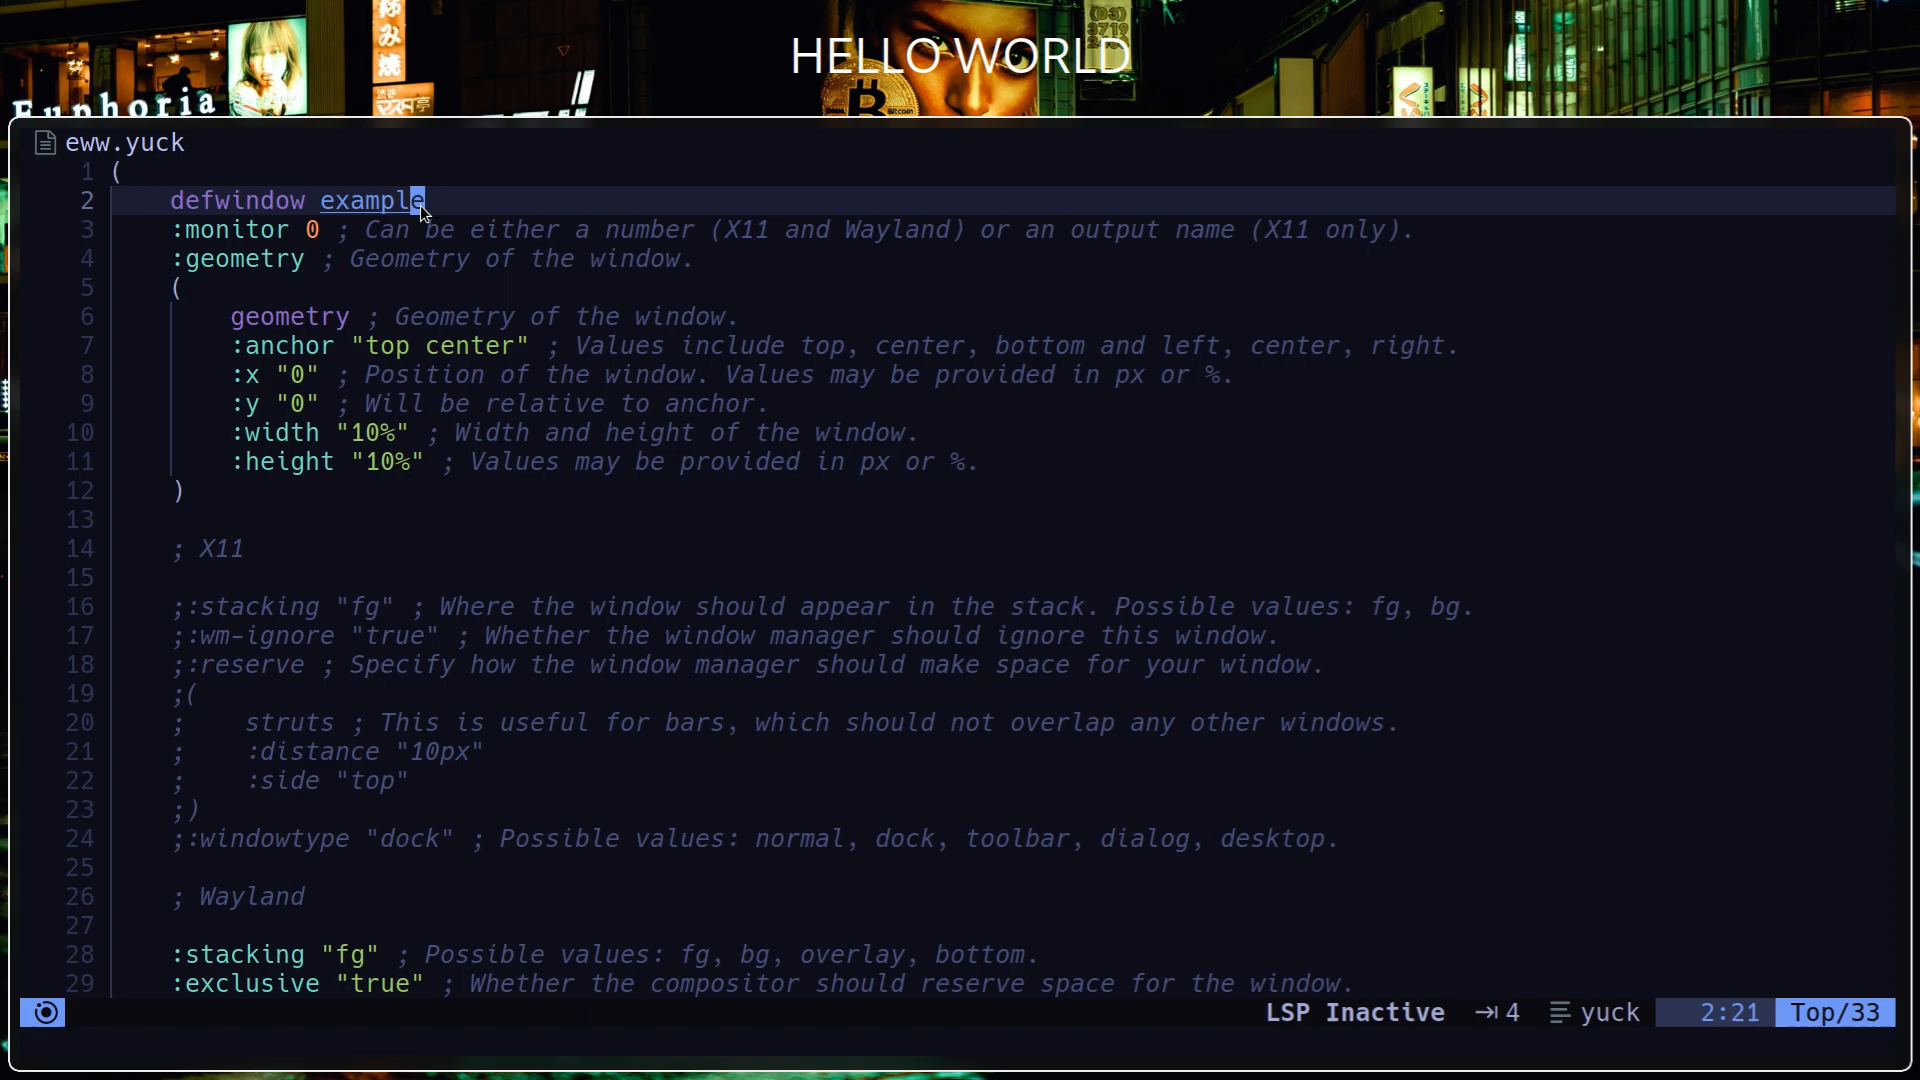 HELLO WORLD
Euphoria
み
焼
渋谷
(03)
3719
Bitcoin
eww.yuck
1 (
2 defwindow example
3 :monitor 0 ; Can be either a number (X11 and Wayland) or an output name (X11 only).
4 :geometry ; Geometry of the window.
5 (
6 geometry ; Geometry of the window.
7 :anchor "top center" ; Values include top, center, bottom and left, center, right.
8 :x "0" ; Position of the window. Values may be provided in px or %.
9 :y "0" ; Will be relative to anchor.
10 :width "10%" ; Width and height of the window.
11 :height "10%" ; Values may be provided in px or %.
12 )
13
14 ; X11
15
16 ;:stacking "fg" ; Where the window should appear in the stack. Possible values: fg, bg.
17 ;:wm-ignore "true" ; Whether the window manager should ignore this window.
18 ;:reserve ; Specify how the window manager should make space for your window.
19 ;(
20 ; struts ; This is useful for bars, which should not overlap any other windows.
21 ; :distance "10px"
22 ; :side "top"
23 ;)
24 ;:windowtype "dock" ; Possible values: normal, dock, toolbar, dialog, desktop.
25
26 ; Wayland
27
28 :stacking "fg" ; Possible values: fg, bg, overlay, bottom.
29 :exclusive "true" ; Whether the compositor should reserve space for the window.
LSP Inactive 4 yuck 2:21 Top/33